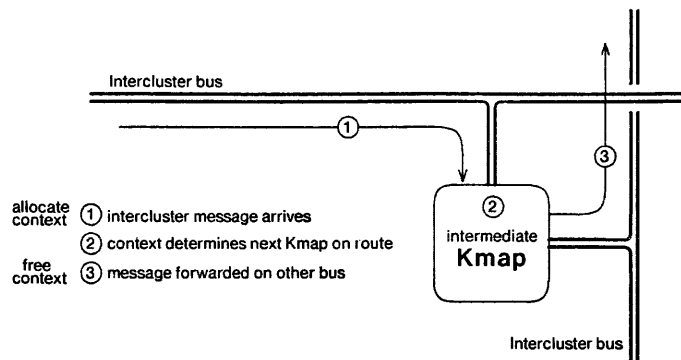 Intercluster bus
1
3
allocate context
1 intercluster message arrives
2
intermediate
Kmap
2 context determines next Kmap on route
free context
3 message forwarded on other bus
Intercluster bus